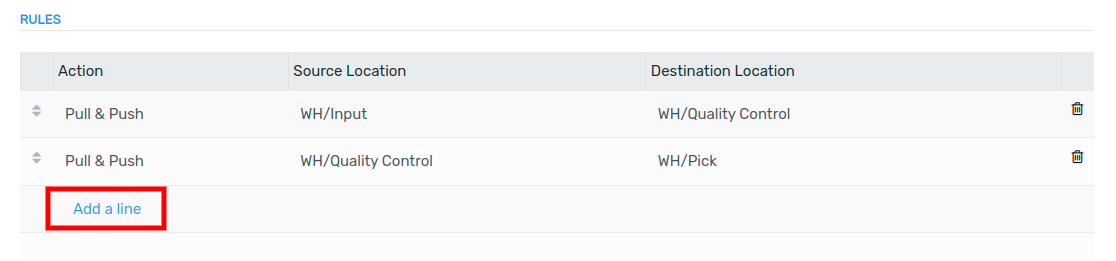 RULES
Action Source Location Destination Location
Pull & Push WH/Input WH/Quality Control
Pull & Push WH/Quality Control WH/Pick
Add a line